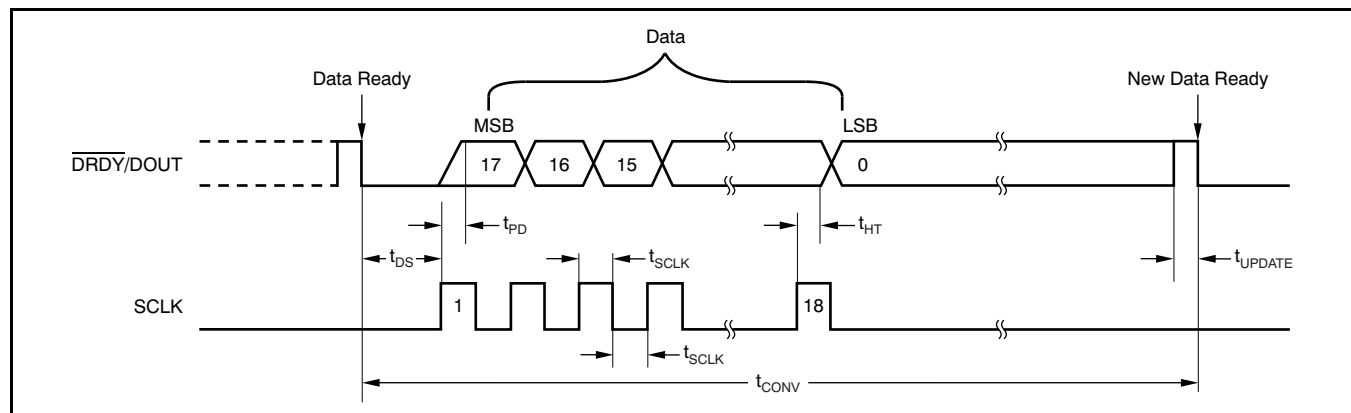 Data
Data Ready
New Data Ready
MSB
LSB
DRDY/DOUT
17
16
15
0
tPD
tHT
tDS
tSCLK
tUPDATE
SCLK
1
18
tSCLK
tCONV